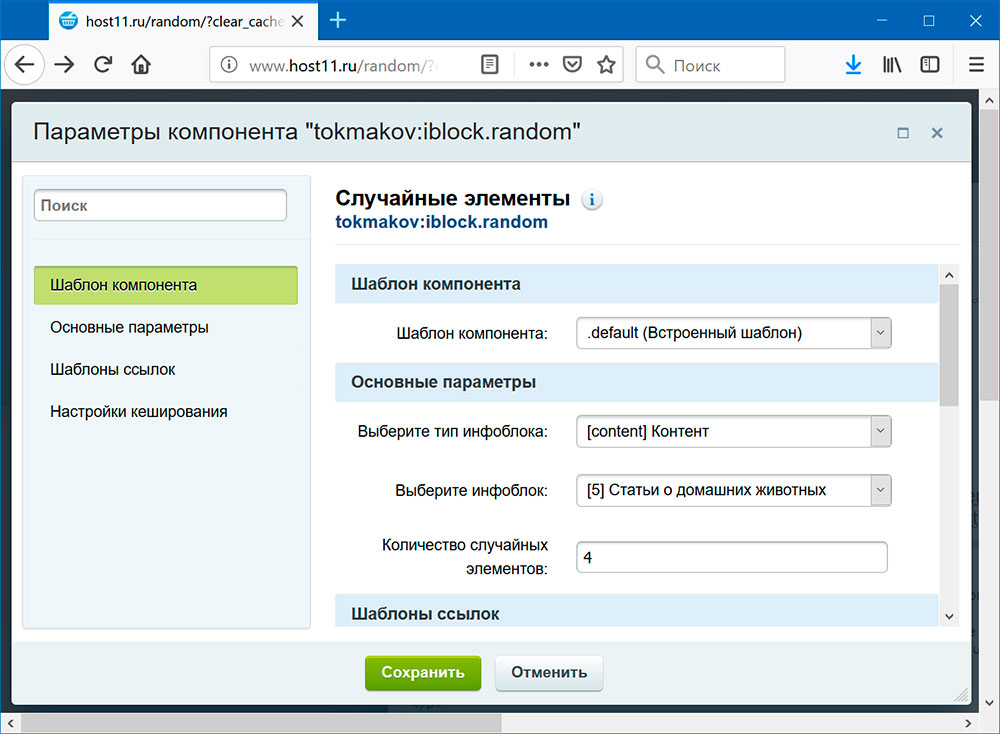 host11.ru/random/?clear_cache
www.host11.ru/random/?
Поиск
Параметры компонента "tokmakov:iblock.random"
Поиск
Шаблон компонента
Основные параметры
Шаблоны ссылок
Настройки кеширования
Случайные элементы
tokmakov:iblock.random
Шаблон компонента
Шаблон компонента: .default (Встроенный шаблон)
Основные параметры
Выберите тип инфоблока: [content] Контент
Выберите инфоблок: [5] Статьи о домашних животных
Количество случайных
элементов: 4
Шаблоны ссылок
Сохранить Отменить